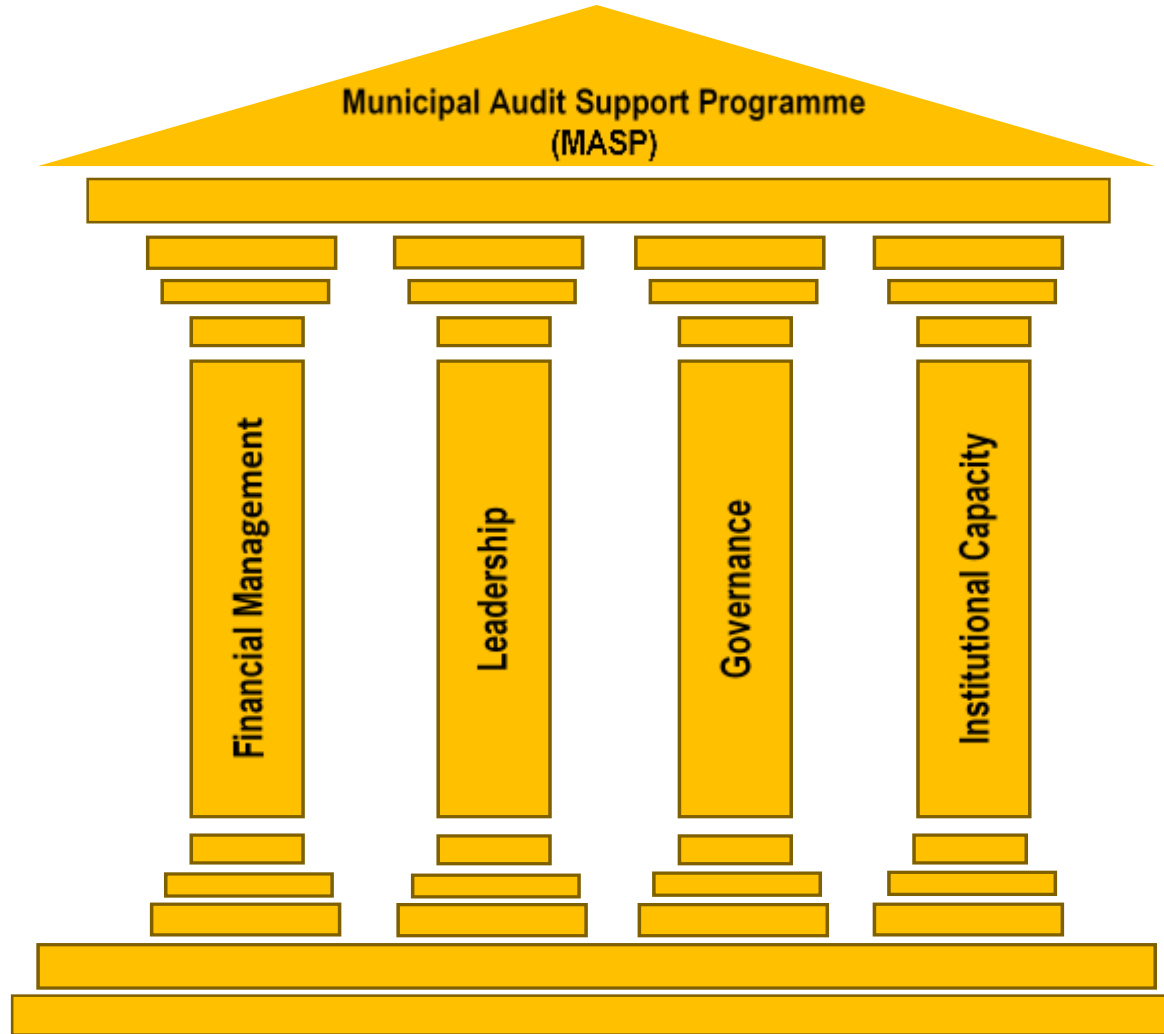 Municipal Audit Support Programme
(MASP)
Financial Management
Leadership
Governance
Institutional Capacity